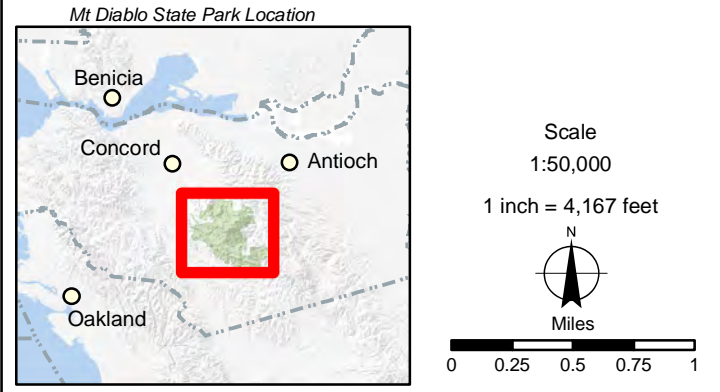 Mt Diablo State Park Location
Benicia
Concord
Antioch
Oakland
Scale
1:50,000
1 inch = 4,167 feet
N
Miles
0 0.25 0.5 0.75 1